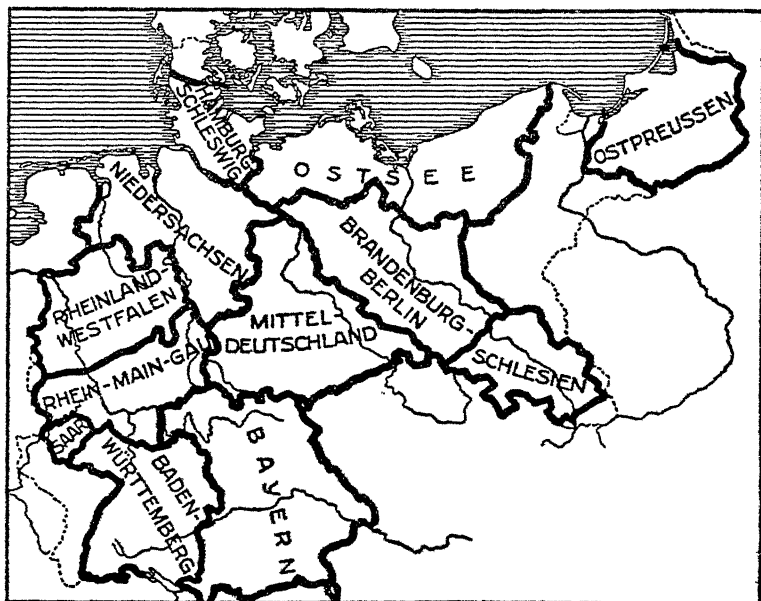 HAMBURG
SCHLESWIG
OSTPREUSSEN
OSTSEE
NIEDERSACHSEN
BRANDENBURG-
BERLIN
RHEINLAND-
WESTFALEN
MITTEL
DEUTSCHLAND
SCHLESIEN
RHEIN-MAIN-GAU
SAAR
BADEN-
WÜRTTEMBERG
BAYERN